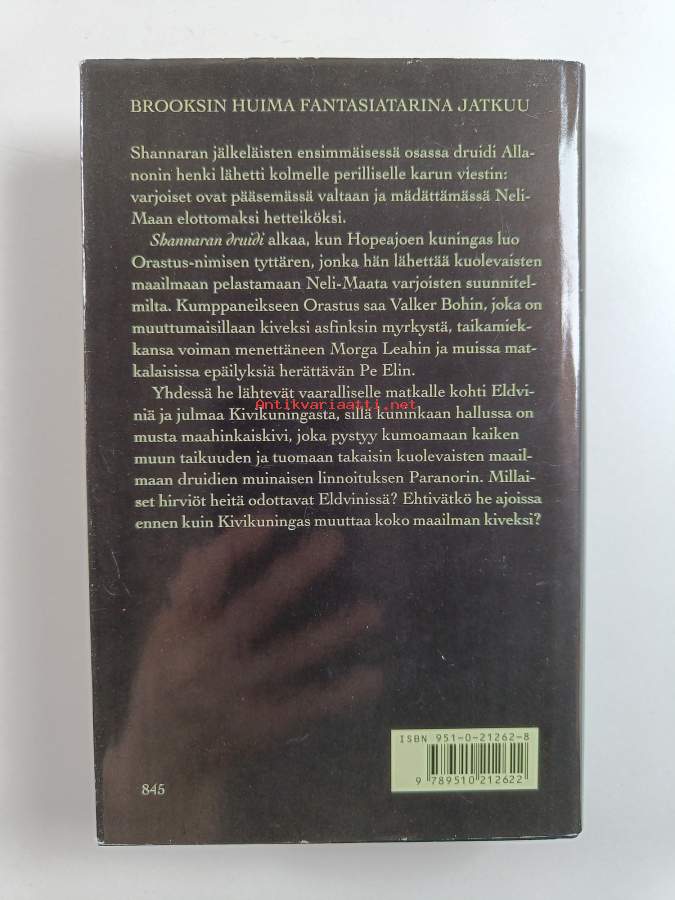 BROOKSIN HUIMA FANTASIATARINA JATKUU
Shannaran jälkeläisten ensimmäisessä osassa druidi Alla-
nonin henki lähetti kolmelle perilliselle karun viestin:
varjoiset ovat pääsemässä valtaan ja mädättämässä Neli-
Maan elottomaksi hetteiköksi.
Shannaran druidi alkaa, kun Hopeajoen kuningas luo
Orastus-nimisen tyttären, jonka hän lähettää kuolevaisten
maailmaan pelastamaan Neli-Maata varjoisten suunnitel-
milta. Kumppaneikseen Orastus saa Valker Bohin, joka on
muuttumaisillaan kiveksi asfinksin myrkystä, taikamiek-
kansa voiman menettäneen Morga Leahin ja muissa mat-
kalaisissa epäilyksiä herättävän Pe Elin.
Yhdessä he lähtevät vaaralliselle matkalle kohti Eldvi-
niä ja julmaa Kivikuningasta, sillä kuninkaan hallussa on
Antikvariaatti.net
musta maahinkaiskivi, joka pystyy kumoamaan kaiken
muun taikuuden ja tuomaan takaisin kuolevaisten maail-
maan druidien muinaisen linnoituksen Paranorin. Millai-
set hirviöt heitä odottavat Eldvinissä? Ehtivätkö he ajoissa
ennen kuin Kivikuningas muuttaa koko maailman kiveksi?
ISBN 951-0-21262-8
9 789510 212622
845